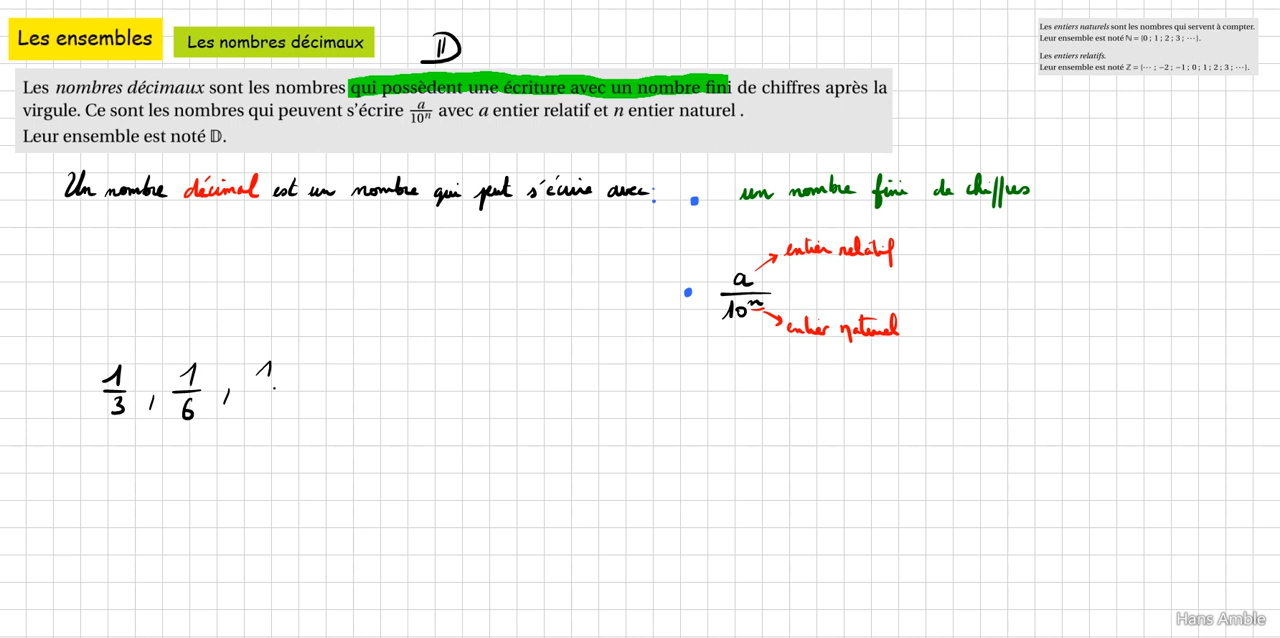 Les ensembles
Les nombres décimaux
𝔻
Les entiers naturels sont les nombres qui servent à compter.
Leur ensemble est noté ℕ = {0 ; 1 ; 2 ; 3 ; ⋯}.
Les entiers relatifs.
Leur ensemble est noté ℤ = {⋯ ; −2 ; −1 ; 0 ; 1 ; 2 ; 3 ; ⋯}.
Les nombres décimaux sont les nombres qui possèdent une écriture avec un nombre fini de chiffres après la
virgule. Ce sont les nombres qui peuvent s'écrire a/10^n avec a entier relatif et n entier naturel .
Leur ensemble est noté 𝔻.
Un nombre décimal est un nombre qui peut s'écrire avec : • un nombre fini de chiffres
entier relatif
• a/10^n
entier naturel
1/3 , 1/6 , 1
Hans Amble